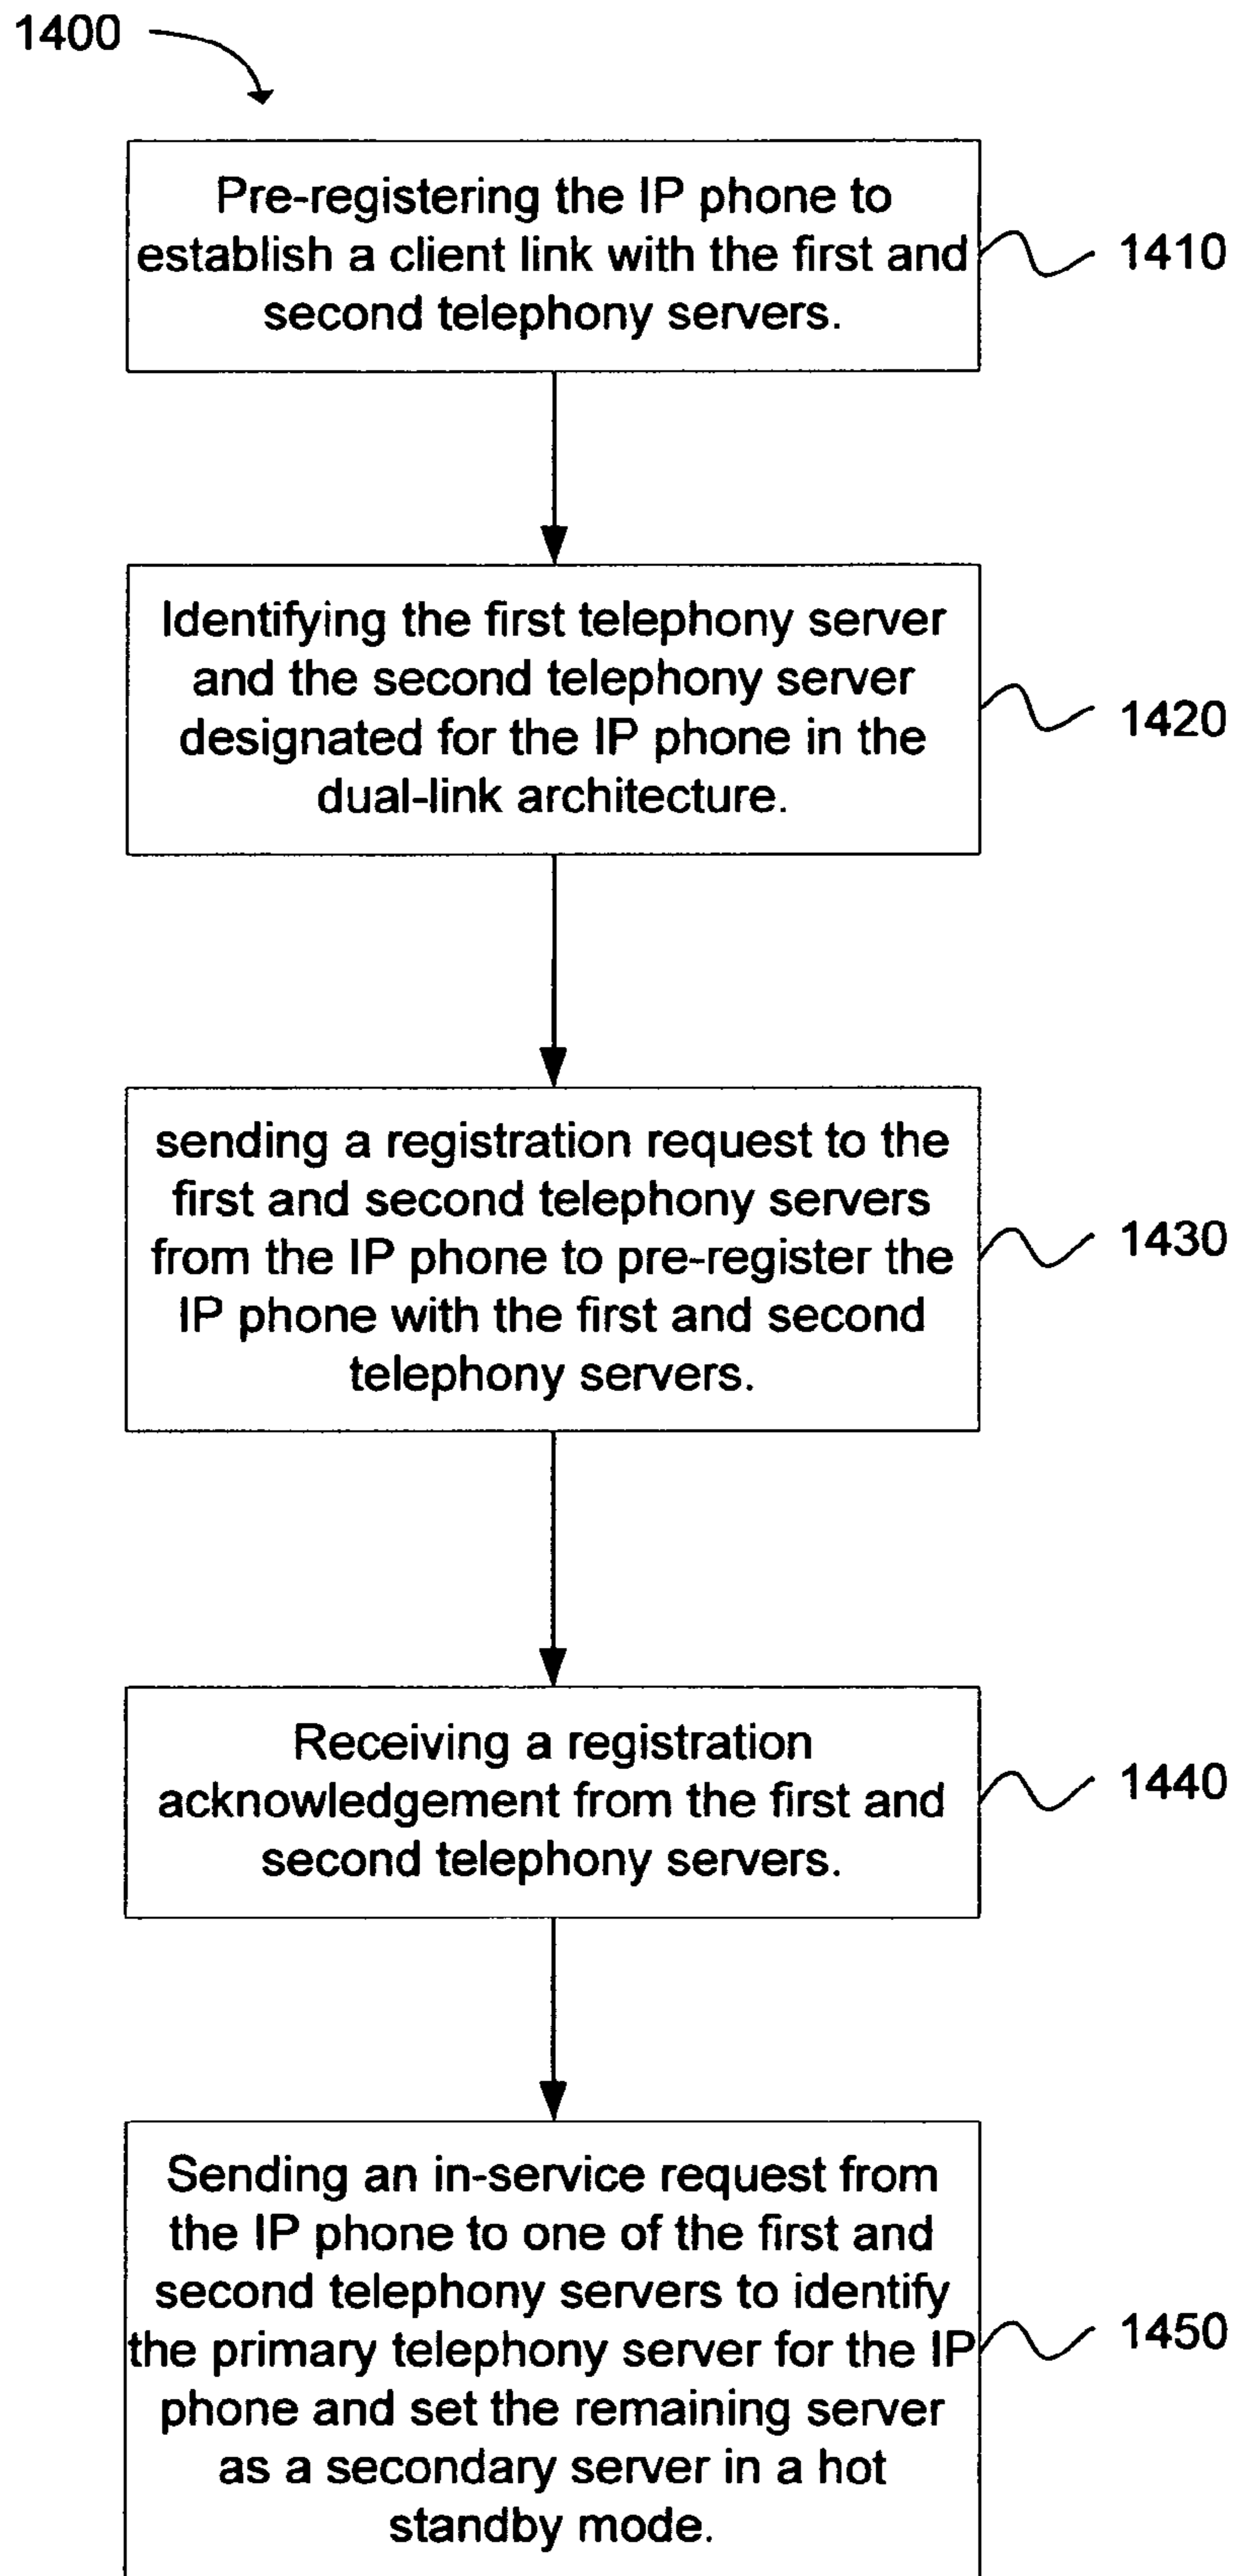 1400
Pre-registering the IP phone to
establish a client link with the first and
second telephony servers.
1410
Identifying the first telephony server
and the second telephony server
designated for the IP phone in the
dual-link architecture.
1420
sending a registration request to the
first and second telephony servers
from the IP phone to pre-register the
IP phone with the first and second
telephony servers.
1430
Receiving a registration
acknowledgement from the first and
second telephony servers.
1440
Sending an in-service request from
the IP phone to one of the first and
second telephony servers to identify
the primary telephony server for the IP
phone and set the remaining server
as a secondary server in a hot
standby mode.
1450